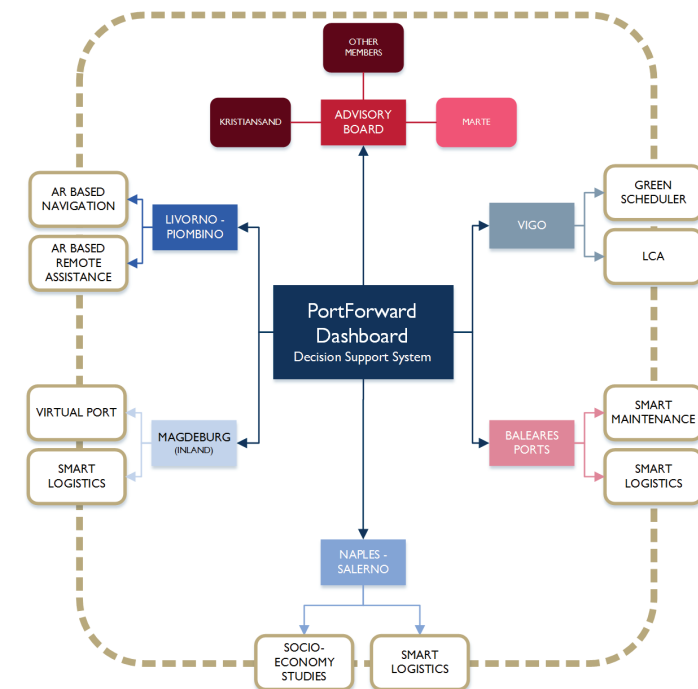 OTHER
MEMBERS
KRISTIANSAND
ADVISORY
BOARD
MARTE
AR BASED
NAVIGATION
LIVORNO -
PIOMBINO
AR BASED
REMOTE
ASSISTANCE
VIGO
GREEN
SCHEDULER
LCA
PortForward
Dashboard
Decision Support System
VIRTUAL PORT
MAGDEBURG
(INLAND)
SMART
LOGISTICS
BALEARES
PORTS
SMART
MAINTENANCE
SMART
LOGISTICS
NAPLES -
SALERNO
SOCIO-
ECONOMY
STUDIES
SMART
LOGISTICS